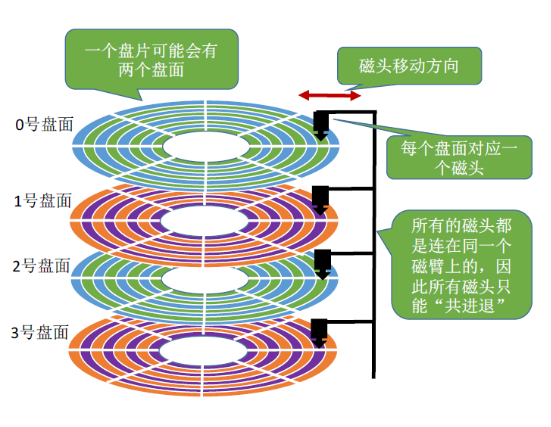 一个盘片可能会有
两个盘面
磁头移动方向
0号盘面
每个盘面对应一
个磁头
1号盘面
所有的磁头都
是连在同一个
磁臂上的，因
此所有磁头只
能“共进退”
2号盘面
3号盘面